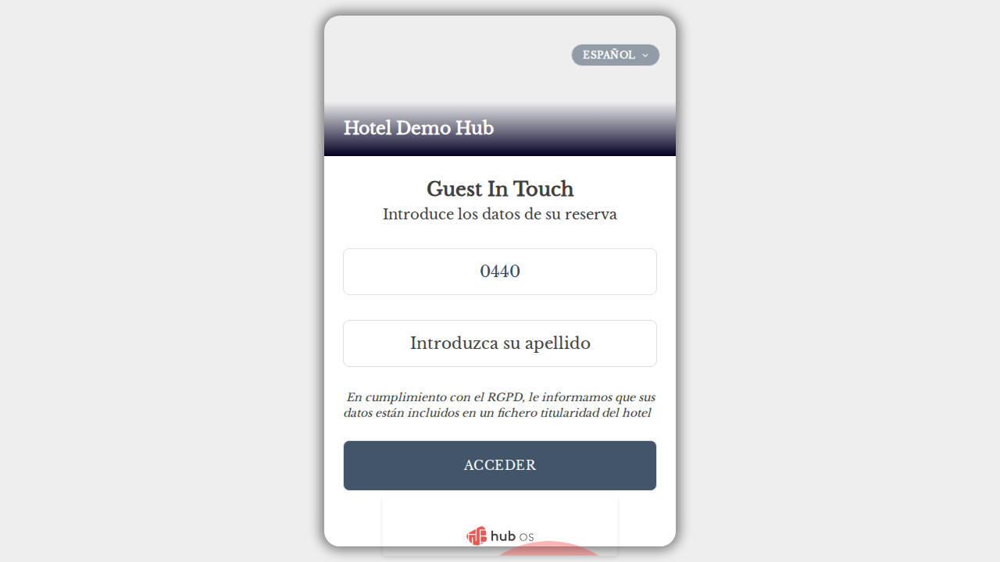 ESPAÑOL
Hotel Demo Hub
Guest In Touch
Introduce los datos de su reserva
0440
Introduzca su apellido
En cumplimiento con el RGPD, le informamos que sus
datos están incluidos en un fichero titularidad del hotel
ACCEDER
hub OS